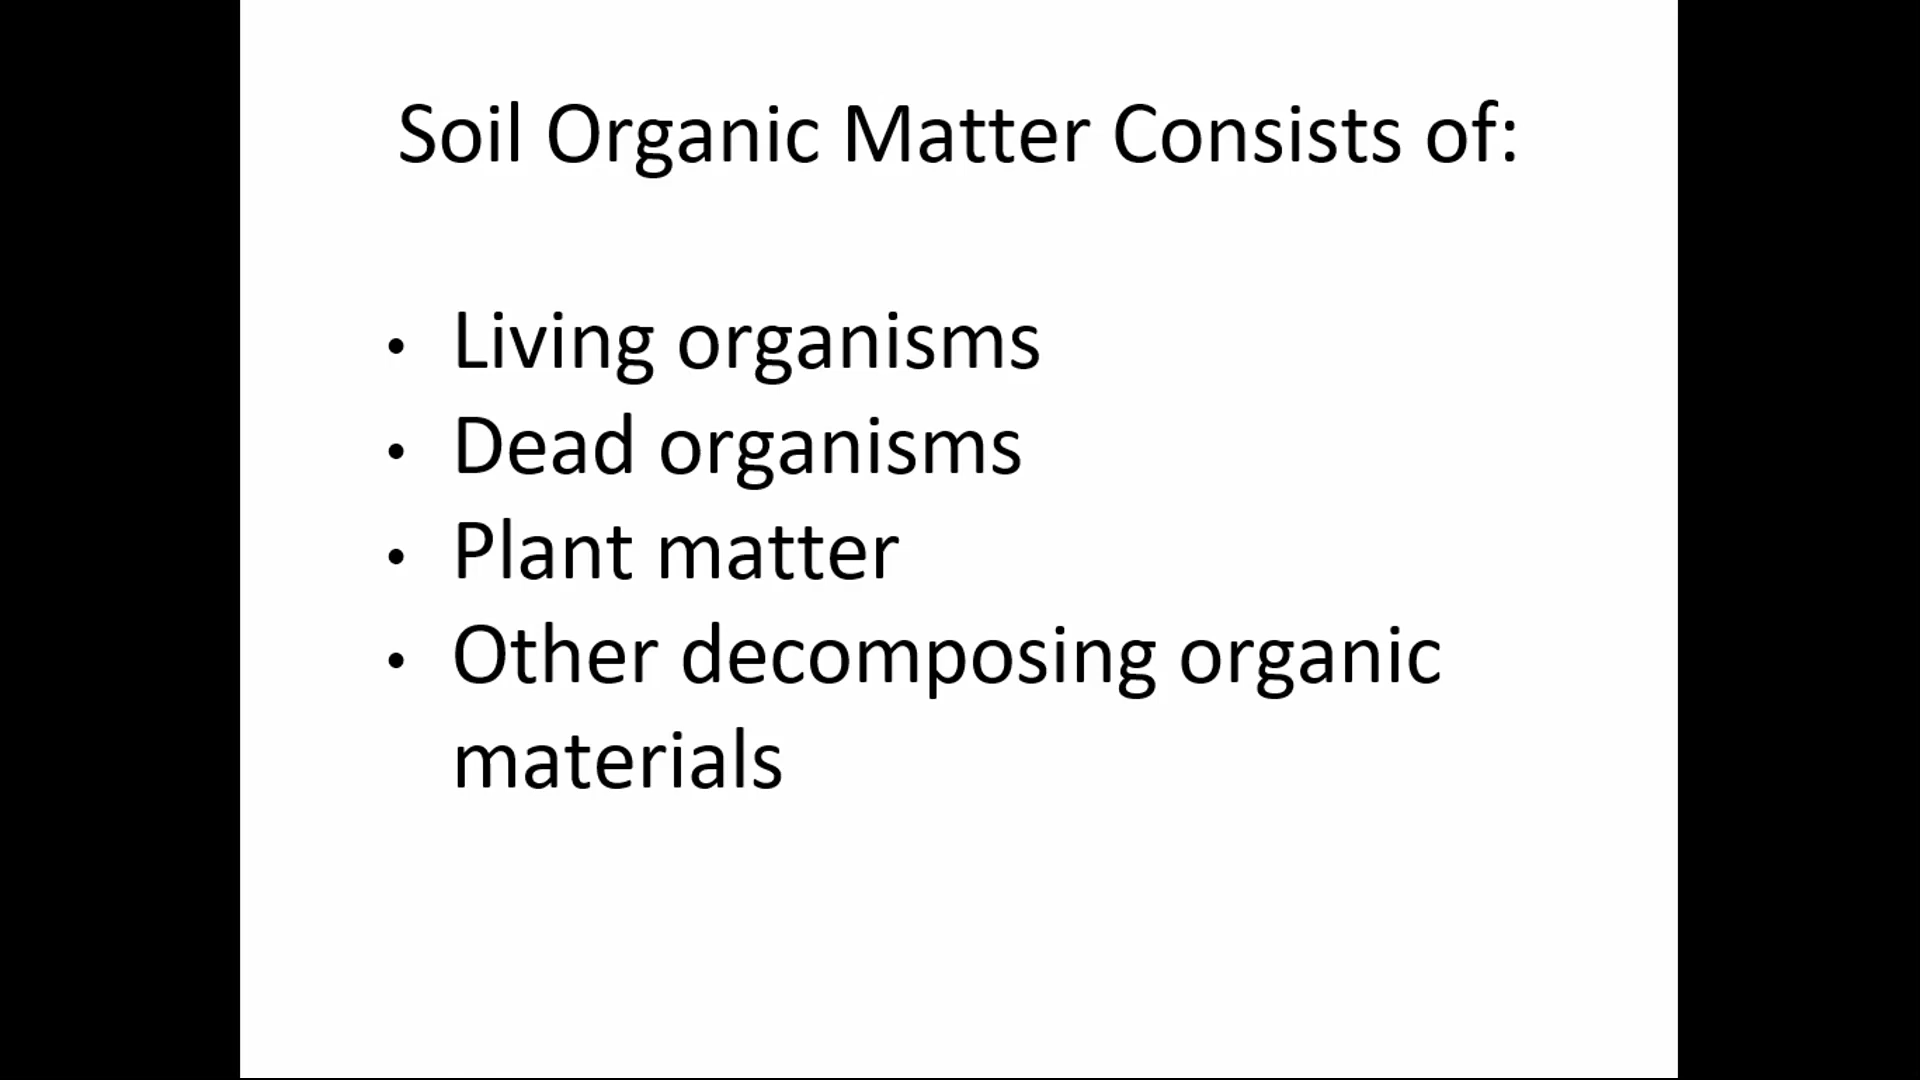 Soil Organic Matter Consists of:
• Living organisms
• Dead organisms
• Plant matter
• Other decomposing organic
materials